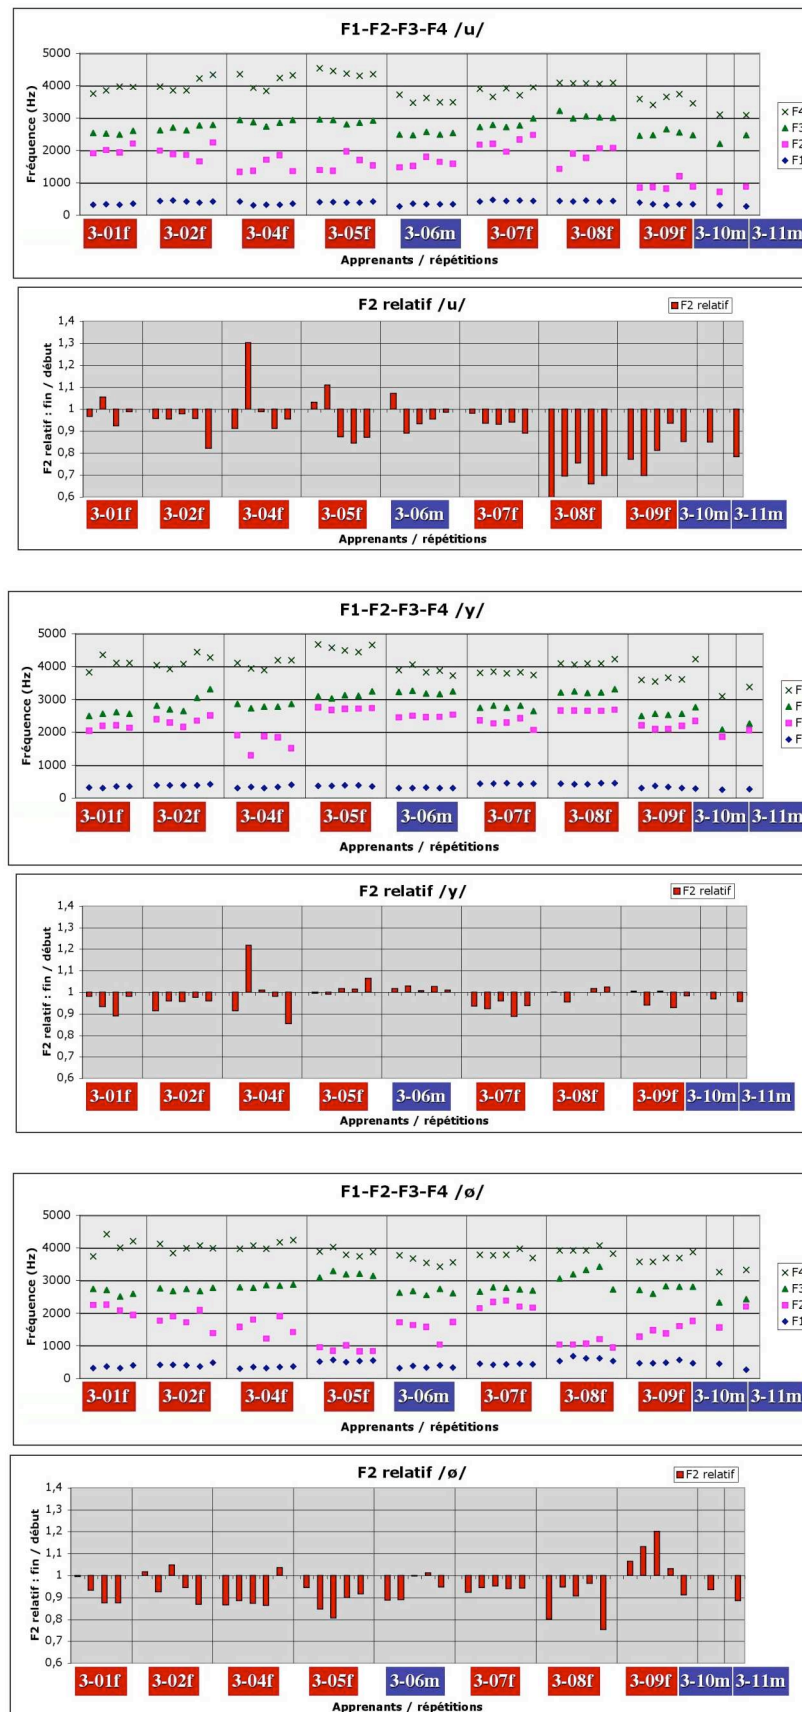 F1-F2-F3-F4 /u/
Fréquence (Hz)
5000
4000
3000
2000
1000
0
F4
F3
F2
F1
3-01f 3-02f 3-04f 3-05f 3-06m 3-07f 3-08f 3-09f 3-10m 3-11m
Apprenants / répétitions
F2 relatif /u/
F2 relatif
F2 relatif : fin / début
1,4
1,3
1,2
1,1
1
0,9
0,8
0,7
0,6
3-01f 3-02f 3-04f 3-05f 3-06m 3-07f 3-08f 3-09f 3-10m 3-11m
Apprenants / répétitions
F1-F2-F3-F4 /y/
Fréquence (Hz)
5000
4000
3000
2000
1000
0
F
F
F
F
3-01f 3-02f 3-04f 3-05f 3-06m 3-07f 3-08f 3-09f 3-10m 3-11m
Apprenants / répétitions
F2 relatif /y/
F2 relatif
F2 relatif : fin / début
1,4
1,3
1,2
1,1
1
0,9
0,8
0,7
0,6
3-01f 3-02f 3-04f 3-05f 3-06m 3-07f 3-08f 3-09f 3-10m 3-11m
Apprenants / répétitions
F1-F2-F3-F4 /ø/
Fréquence (Hz)
5000
4000
3000
2000
1000
0
F4
F3
F2
F1
3-01f 3-02f 3-04f 3-05f 3-06m 3-07f 3-08f 3-09f 3-10m 3-11m
Apprenants / répétitions
F2 relatif /ø/
F2 relatif
F2 relatif : fin / début
1,4
1,3
1,2
1,1
1
0,9
0,8
0,7
0,6
3-01f 3-02f 3-04f 3-05f 3-06m 3-07f 3-08f 3-09f 3-10m 3-11m
Apprenants / répétitions